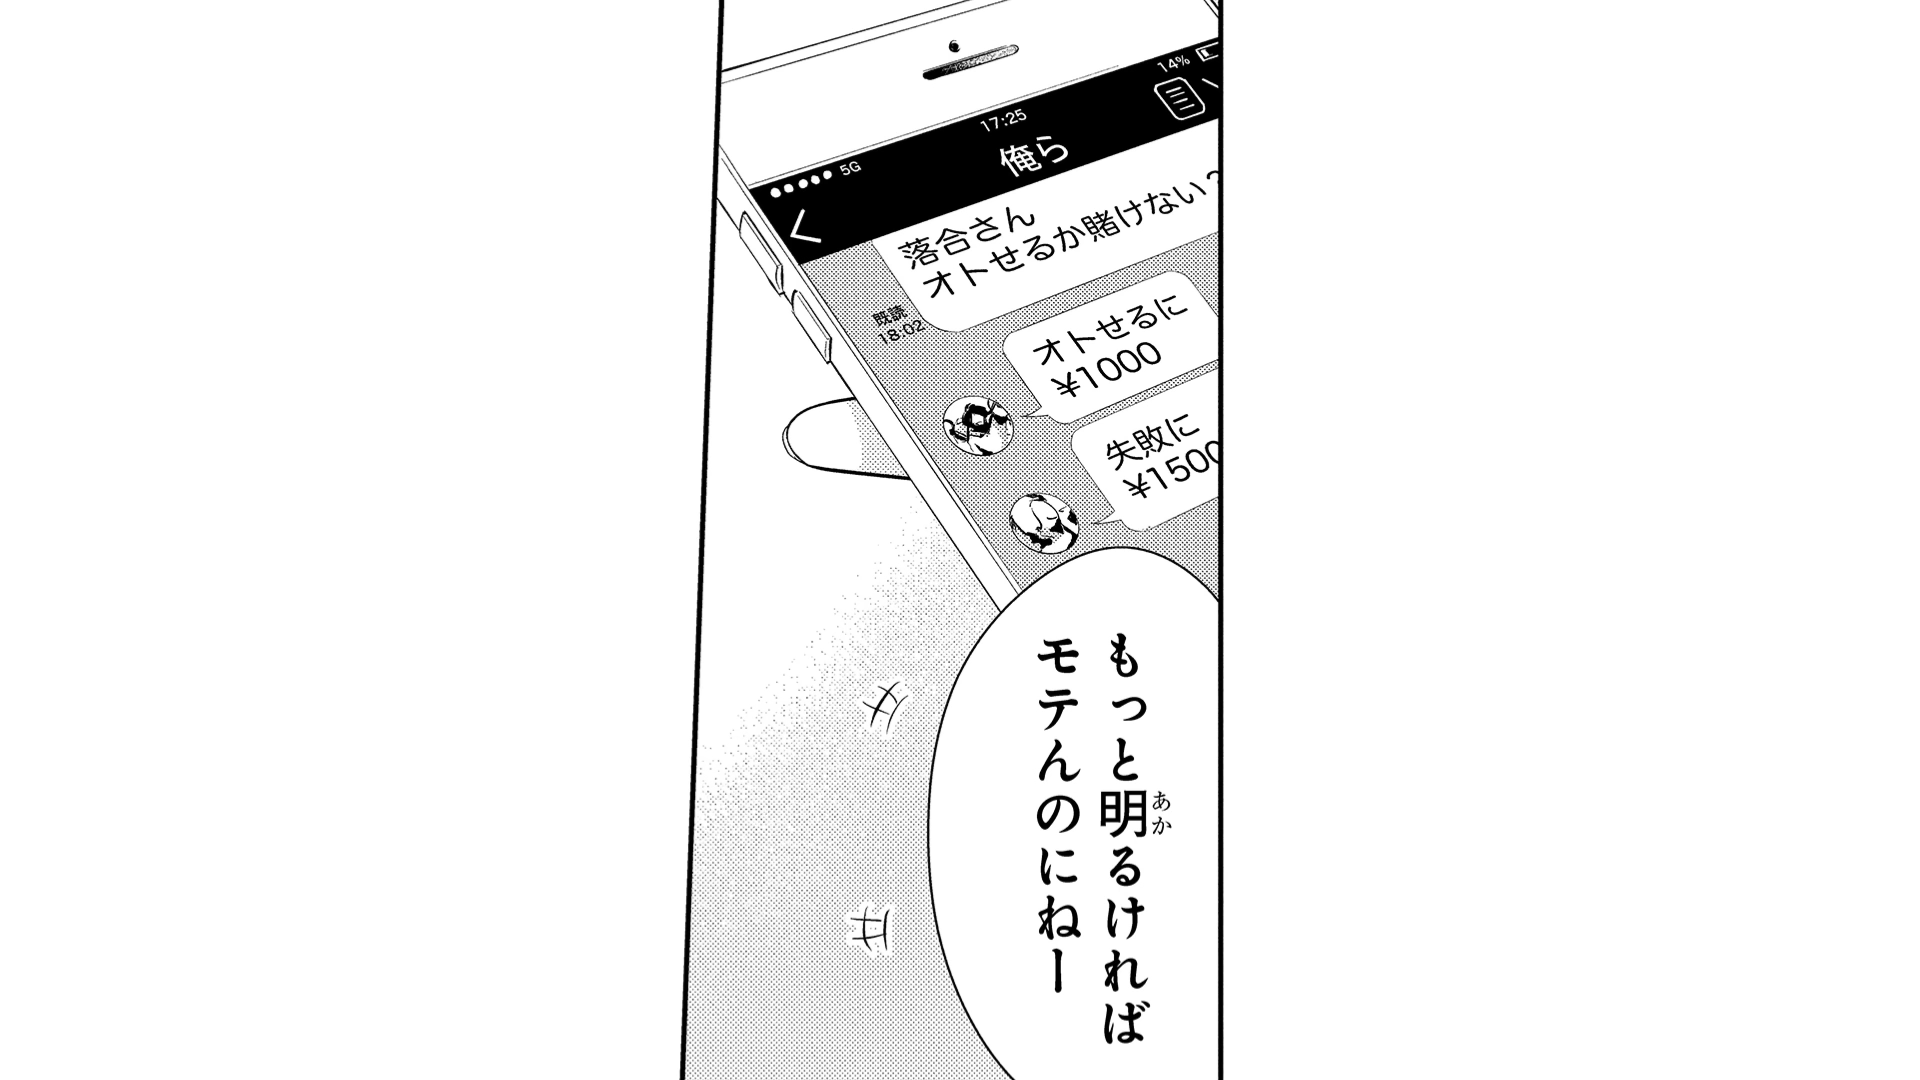 14%
17:25
5G
俺ら
落合さん
オトせるか賭けない？
既読
18:02
オトせるに
¥1000
失敗に
¥1500
もっと明るければ
あか
モテんのにねー